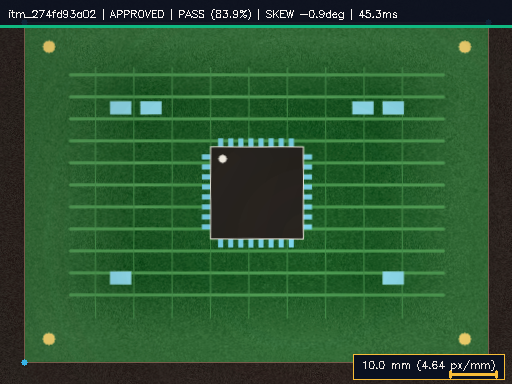 itm_274fd93a02 | APPROVED | PASS (83.9%) | SKEW -0.9deg | 45.3ms
10.0 mm (4.64 px/mm)